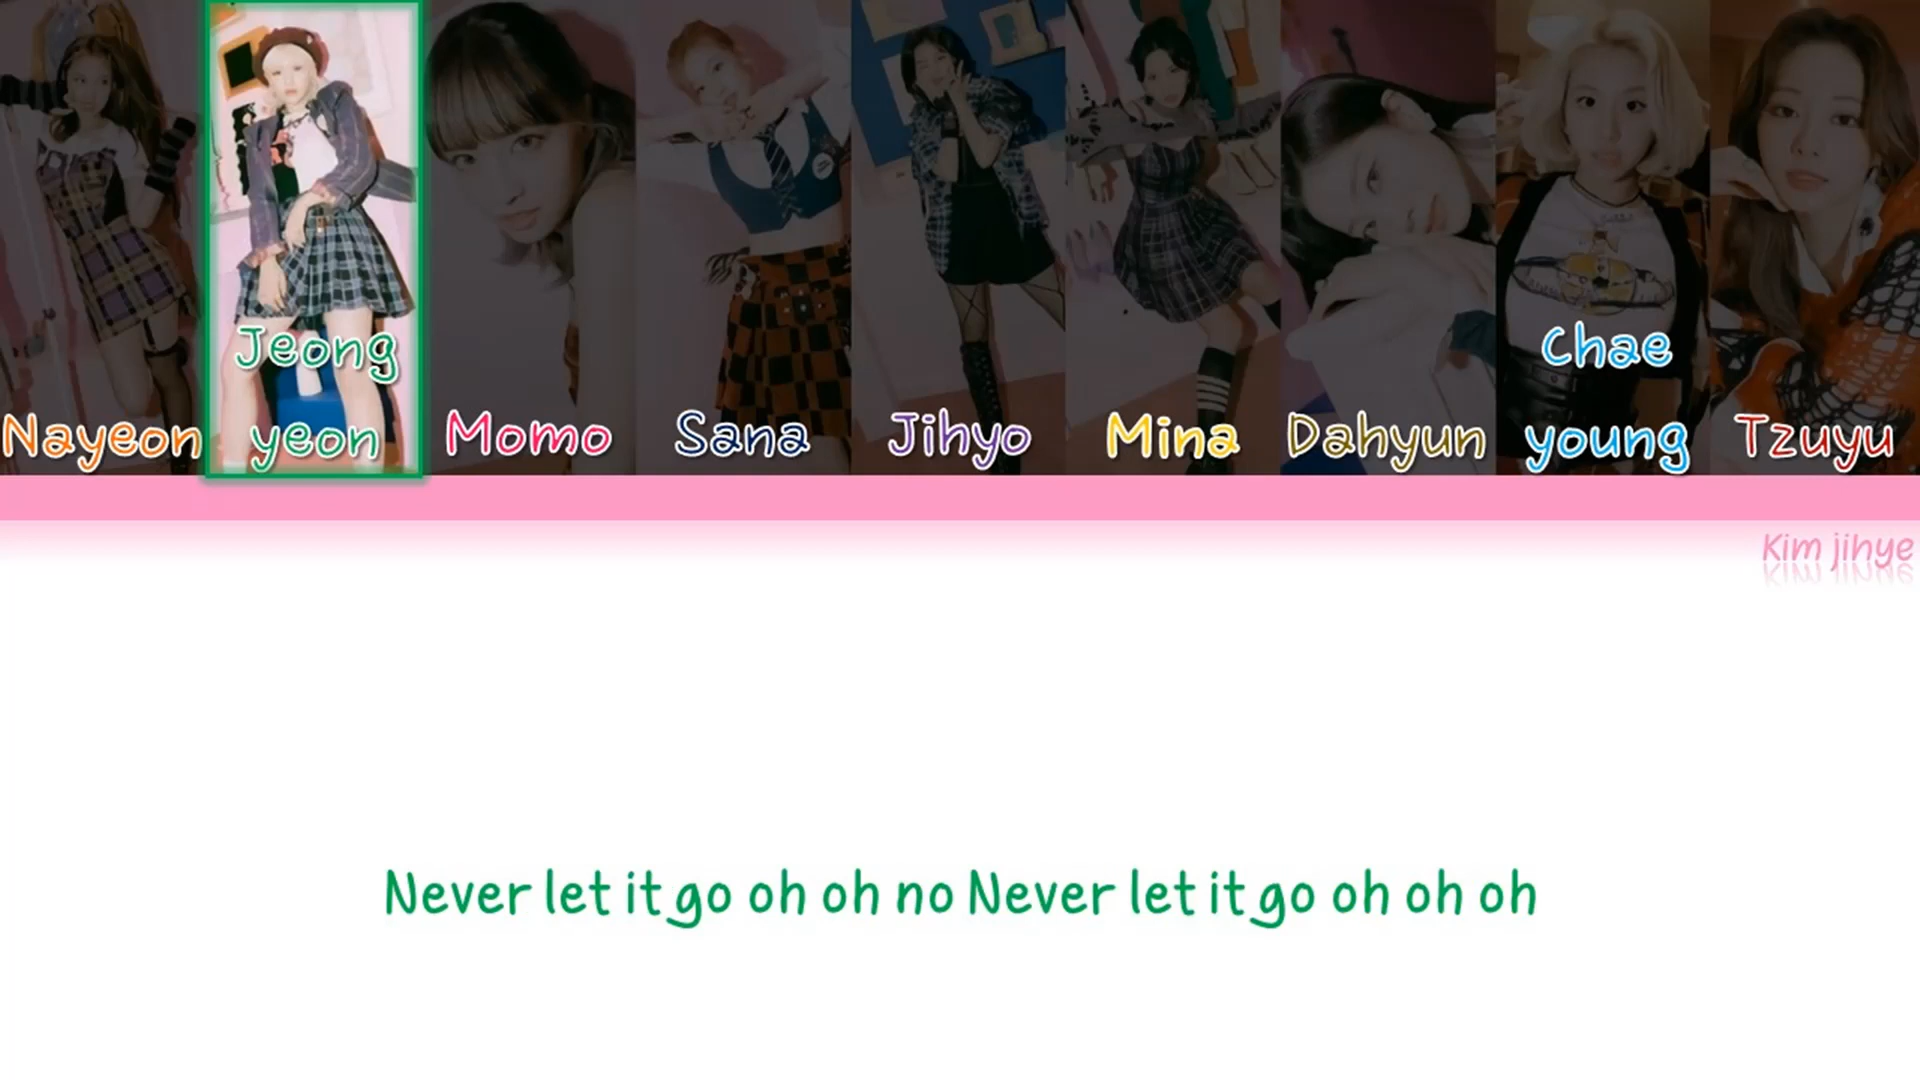 Nayeon
Jeong
yeon
Momo
Sana
Jihyo
Mina
Dahyun
Chae
young
Tzuyu
Kim jihye
Never let it go oh oh no Never let it go oh oh oh